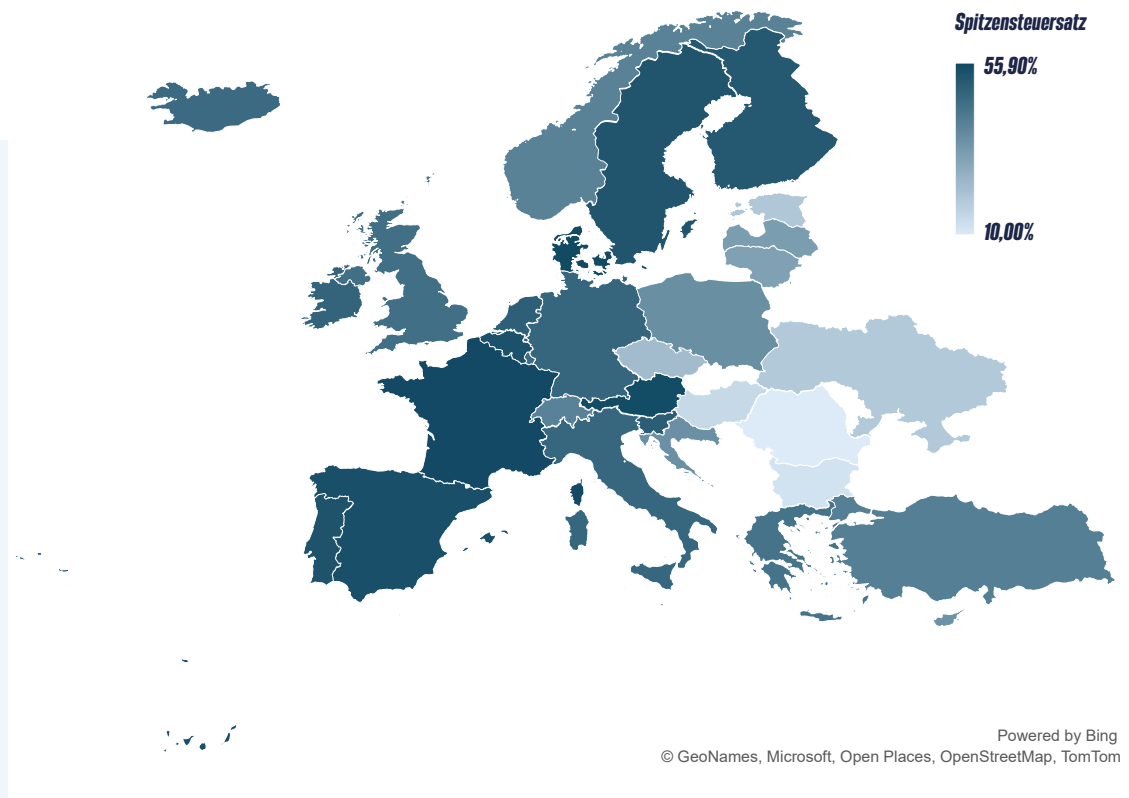 Spitzensteuersatz
55,90%
10,00%
Powered by Bing
© GeoNames, Microsoft, Open Places, OpenStreetMap, TomTom